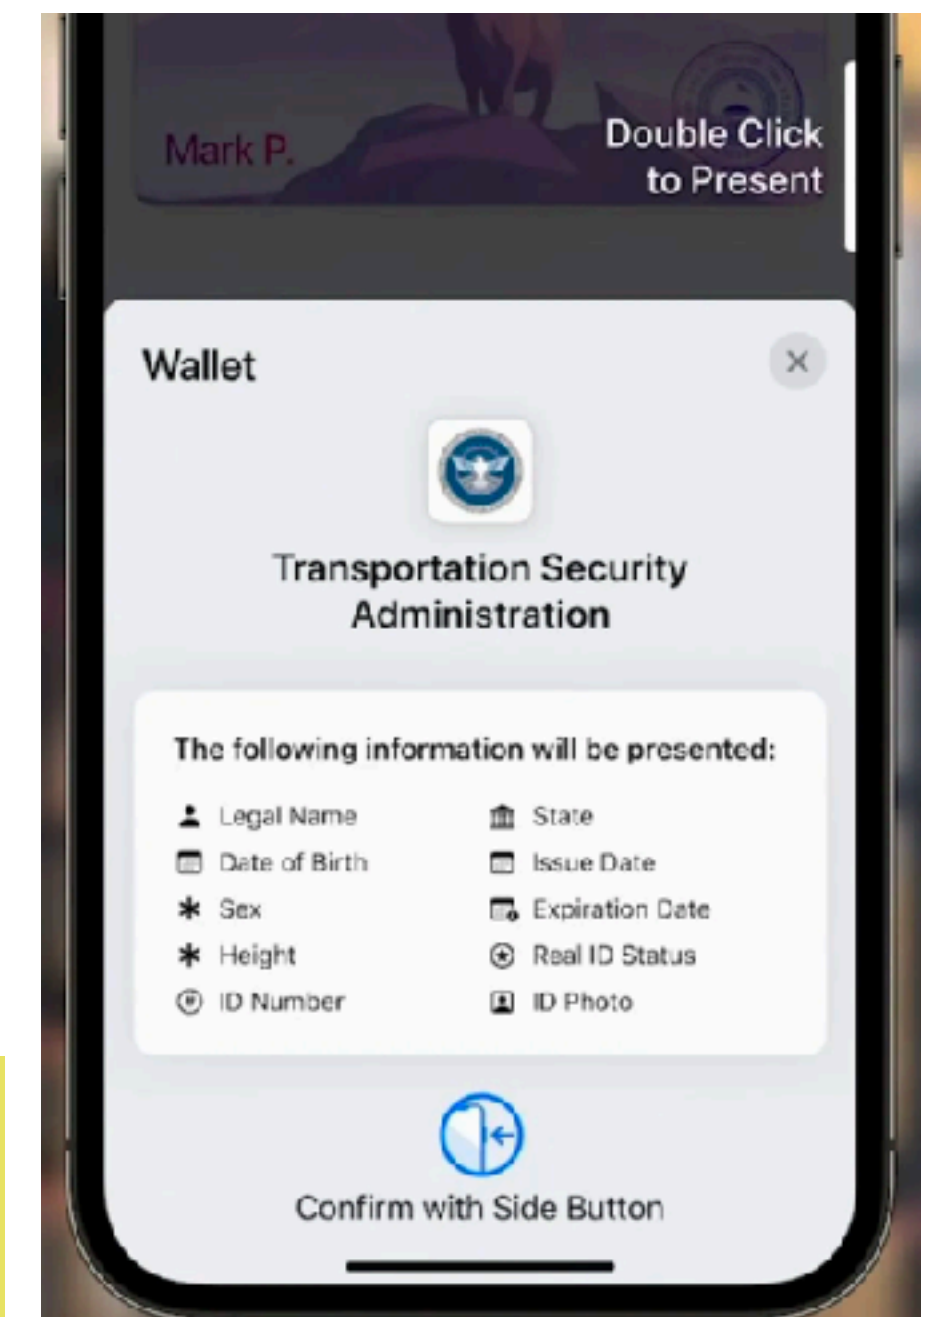 Mark P.
Double Click
to Present
Wallet
Transportation Security
Administration
The following information will be presented:
Legal Name
State
Date of Birth
Issue Date
Sex
Expiration Date
Height
Real ID Status
ID Number
ID Photo
Confirm with Side Button